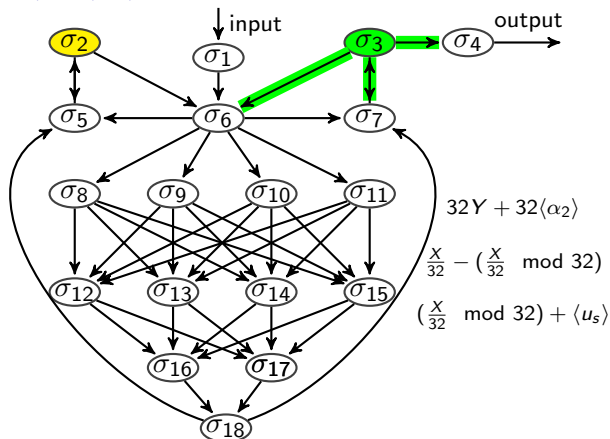 input
output
σ2
σ3
σ4
σ1
σ5
σ6
σ7
σ8
σ9
σ10
σ11
32Y + 32⟨α2⟩
X/32 − (X/32 mod 32)
σ12
σ13
σ14
σ15
(X/32 mod 32) + ⟨us⟩
σ16
σ17
σ18